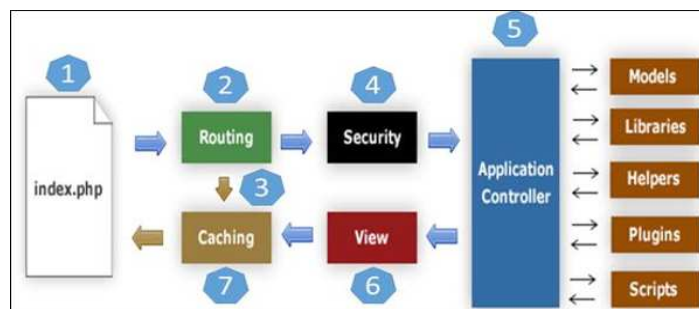 1
2
4
5
index.php
Routing
Security
Application
Controller
3
Caching
View
7
6
Models
Libraries
Helpers
Plugins
Scripts